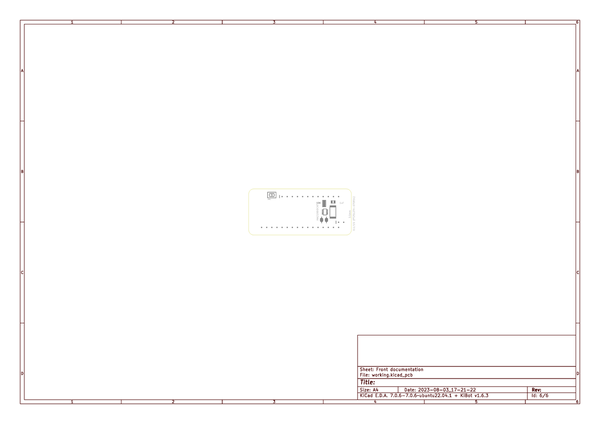 1 2 3 4 5 6
A A
B B
C C
D D
Sheet: Front documentation
File: working.kicad_pcb
Title:
Size: A4 Date: 2023-08-03_17-21-22 Rev:
KiCad E.D.A. 7.0.6-7.0.6~ubuntu22.04.1 + KiBot v1.6.3 Id: 6/6
1 2 3 4 5 6